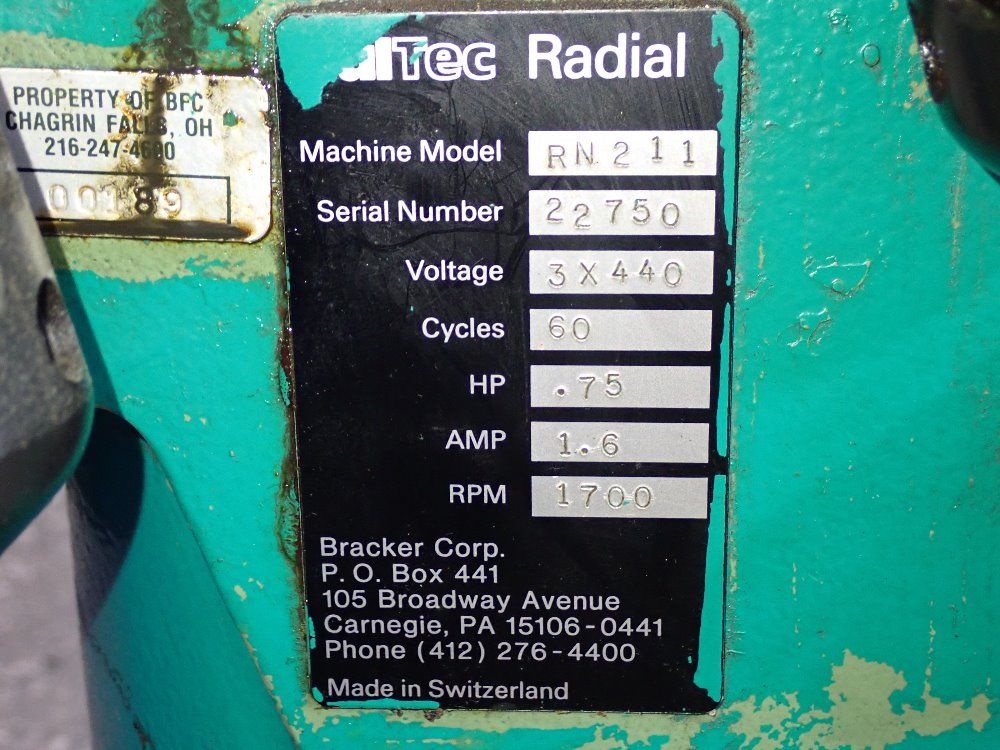 PROPERTY OF BFC
CHAGRIN FALLS, OH
216-247-4600
00189
Radial
Machine Model RN 211
Serial Number 22750
Voltage 3X440
Cycles 60
HP .75
AMP 1.6
RPM 1700
Bracker Corp.
P. O. Box 441
105 Broadway Avenue
Carnegie, PA 15106-0441
Phone (412) 276-4400
Made in Switzerland